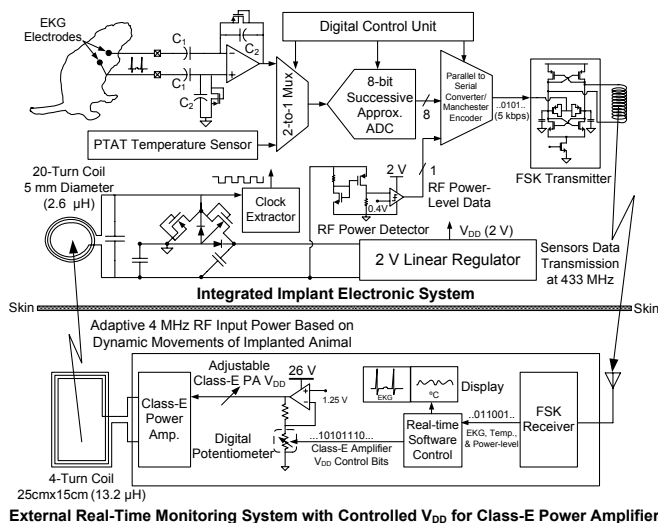 EKG
Electrodes
C1
C1
C2
C2
Digital Control Unit
2-to-1 Mux
8-bit
Successive
Approx.
ADC
8
Parallel to
Serial
Converter/
Manchester
Encoder
..0101..
(5 kbps)
FSK Transmitter
PTAT Temperature Sensor
20-Turn Coil
5 mm Diameter
(2.6 µH)
Clock
Extractor
2 V
0.4V
1
RF Power-
Level Data
RF Power Detector
VDD (2 V)
2 V Linear Regulator
Sensors Data
Transmission
at 433 MHz
Integrated Implant Electronic System
Skin
Skin
Adaptive 4 MHz RF Input Power Based on
Dynamic Movements of Implanted Animal
Adjustable
Class-E PA VDD
26 V
1.25 V
Class-E
Power
Amp.
Digital
Potentiometer
...10101110...
Class-E Amplifier
VDD Control Bits
EKG
ºC
Display
Real-time
Software
Control
..011001..
EKG, Temp.,
& Power-level
FSK
Receiver
4-Turn Coil
25cmx15cm (13.2 µH)
External Real-Time Monitoring System with Controlled VDD for Class-E Power Amplifier